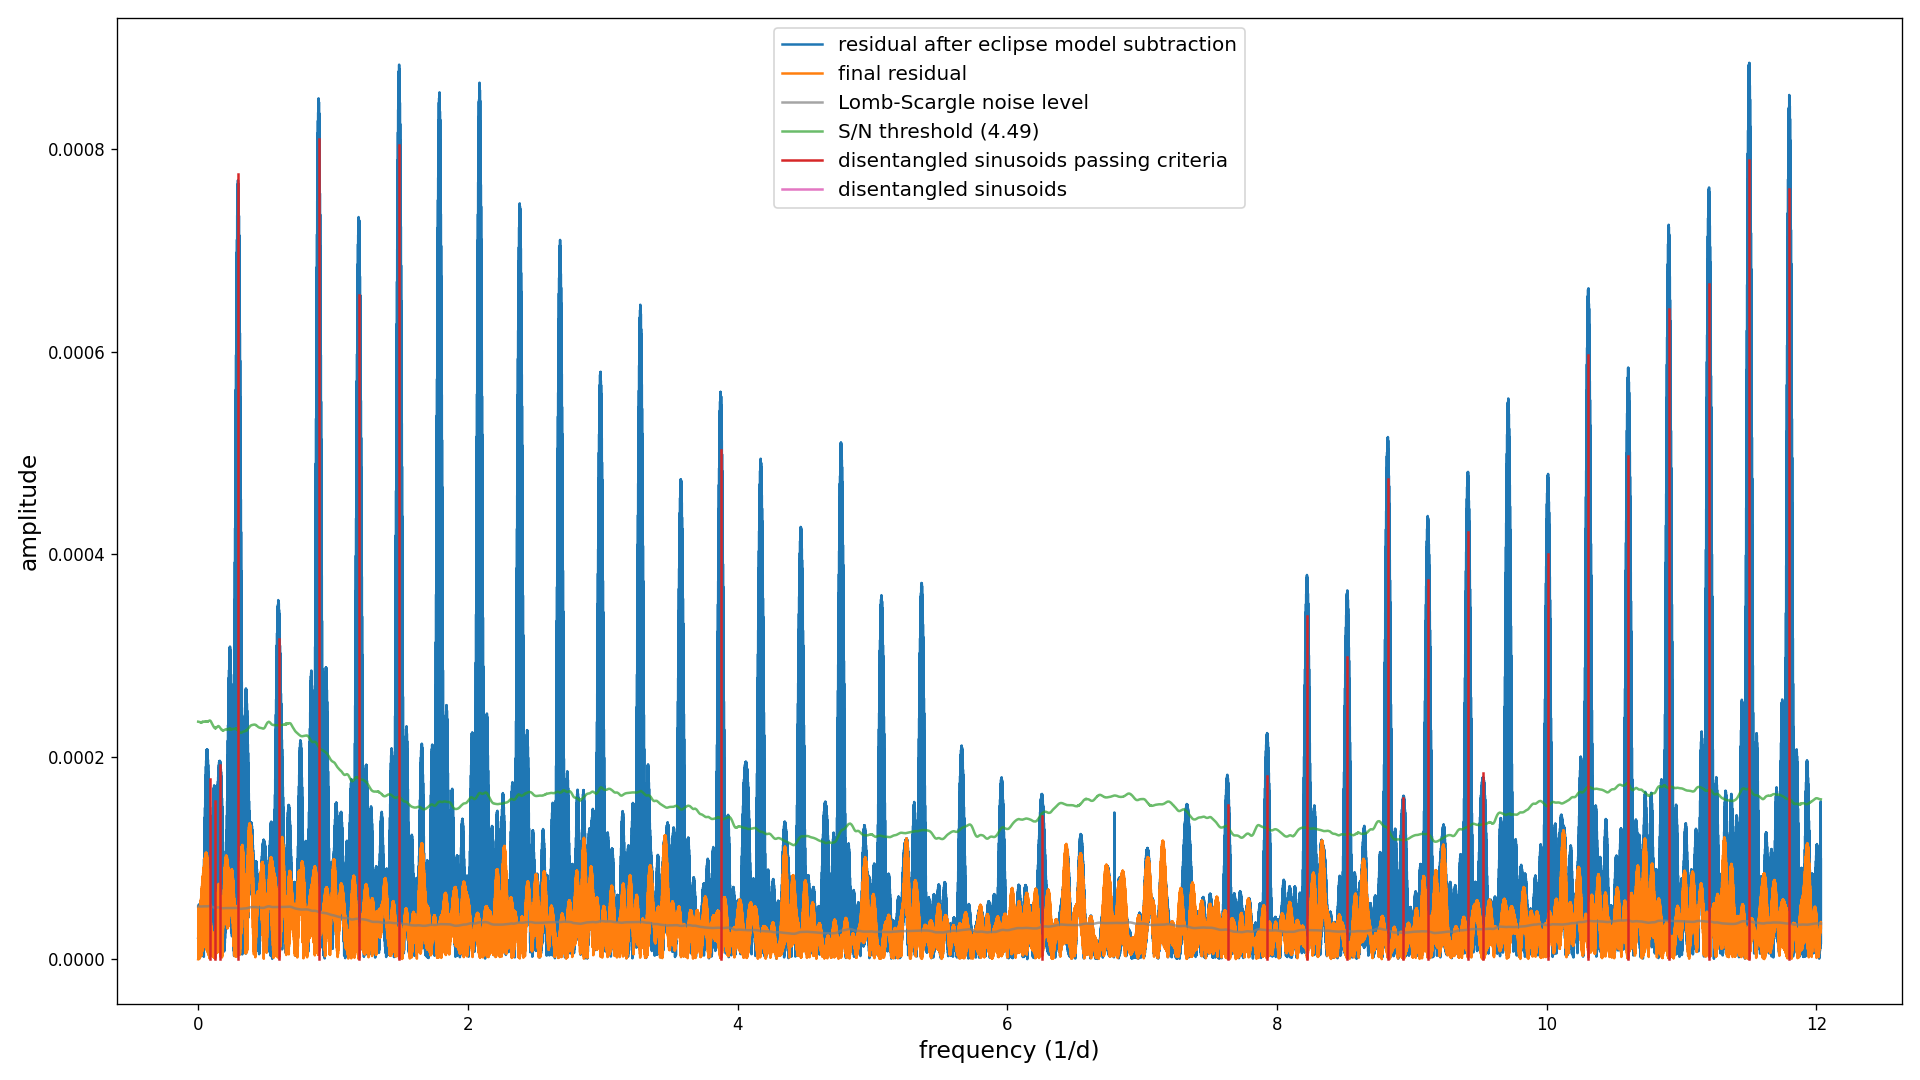 residual after eclipse model subtraction
final residual
Lomb-Scargle noise level
S/N threshold (4.49)
disentangled sinusoids passing criteria
disentangled sinusoids
amplitude
0.0008
0.0006
0.0004
0.0002
0.0000
0 2 4 6 8 10 12
frequency (1/d)